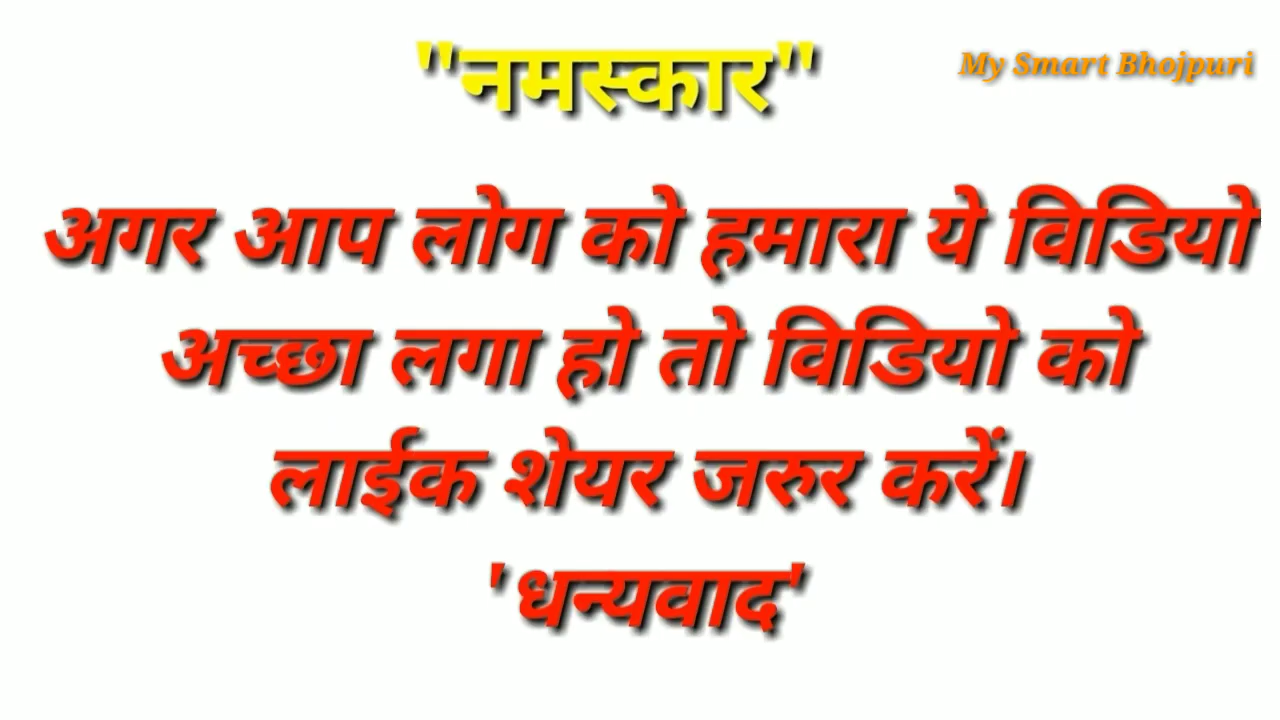 "नमस्कार"
My Smart Bhojpuri
अगर आप लोग को हमारा ये विडियो
अच्छा लगा हो तो विडियो को
लाईक शेयर जरुर करें।
'धन्यवाद'